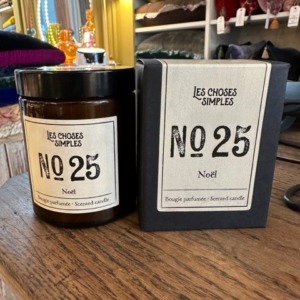 LES CHOSES
SIMPLES
No 25
Noël
Bougie parfumée · Scented candle
LES CHOSES
SIMPLES
No 25
Noël
Bougie parfumée · Scented candle